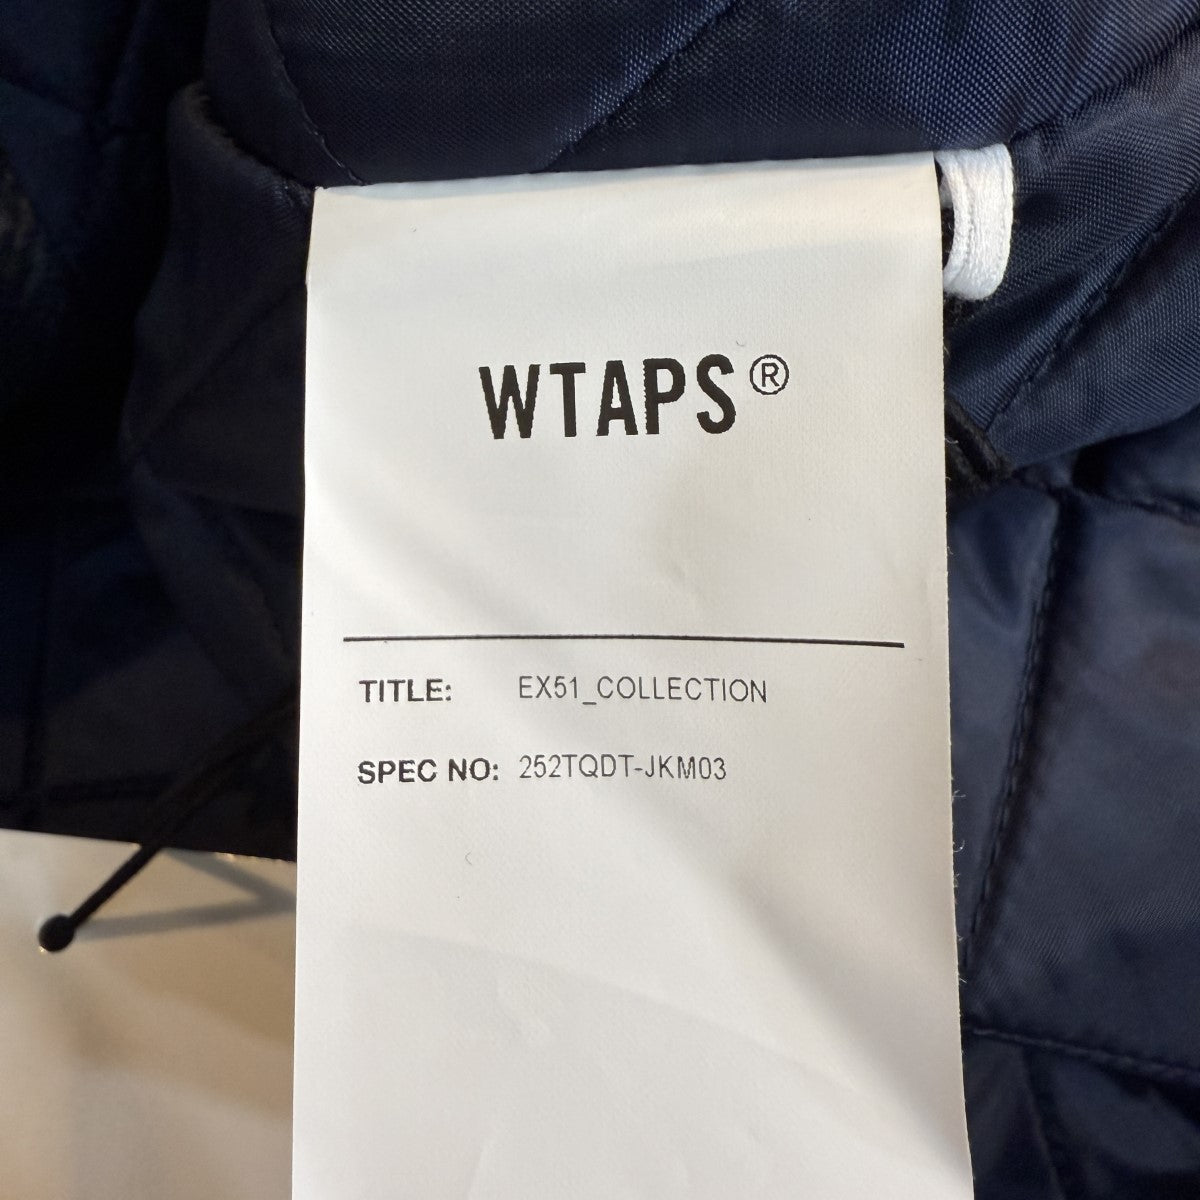 WTAPS®
TITLE: EX51_COLLECTION
SPEC NO: 252TQDT-JKM03